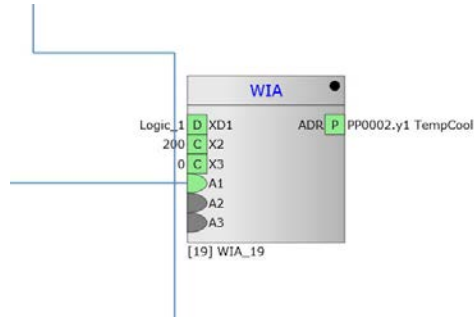 WIA
Logic_1 D XD1 ADR P PP0002.y1 TempCool
200 C X2
0 C X3
A1
A2
A3
[19] WIA_19